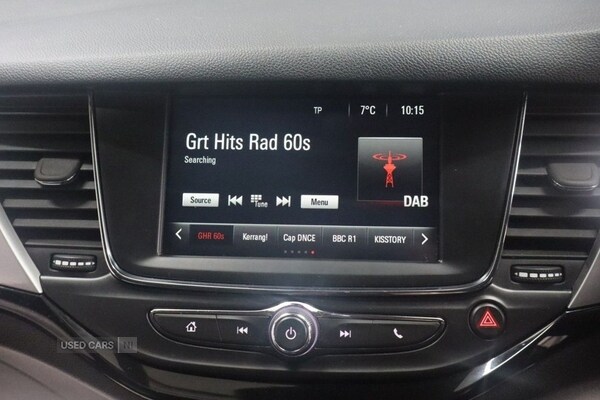 TP 7°C 10:15
Grt Hits Rad 60s
Searching
Source Tune Menu
DAB
GHR 60s Kerrang! Cap DNCE BBC R1 KISSTORY
USED CARS NI